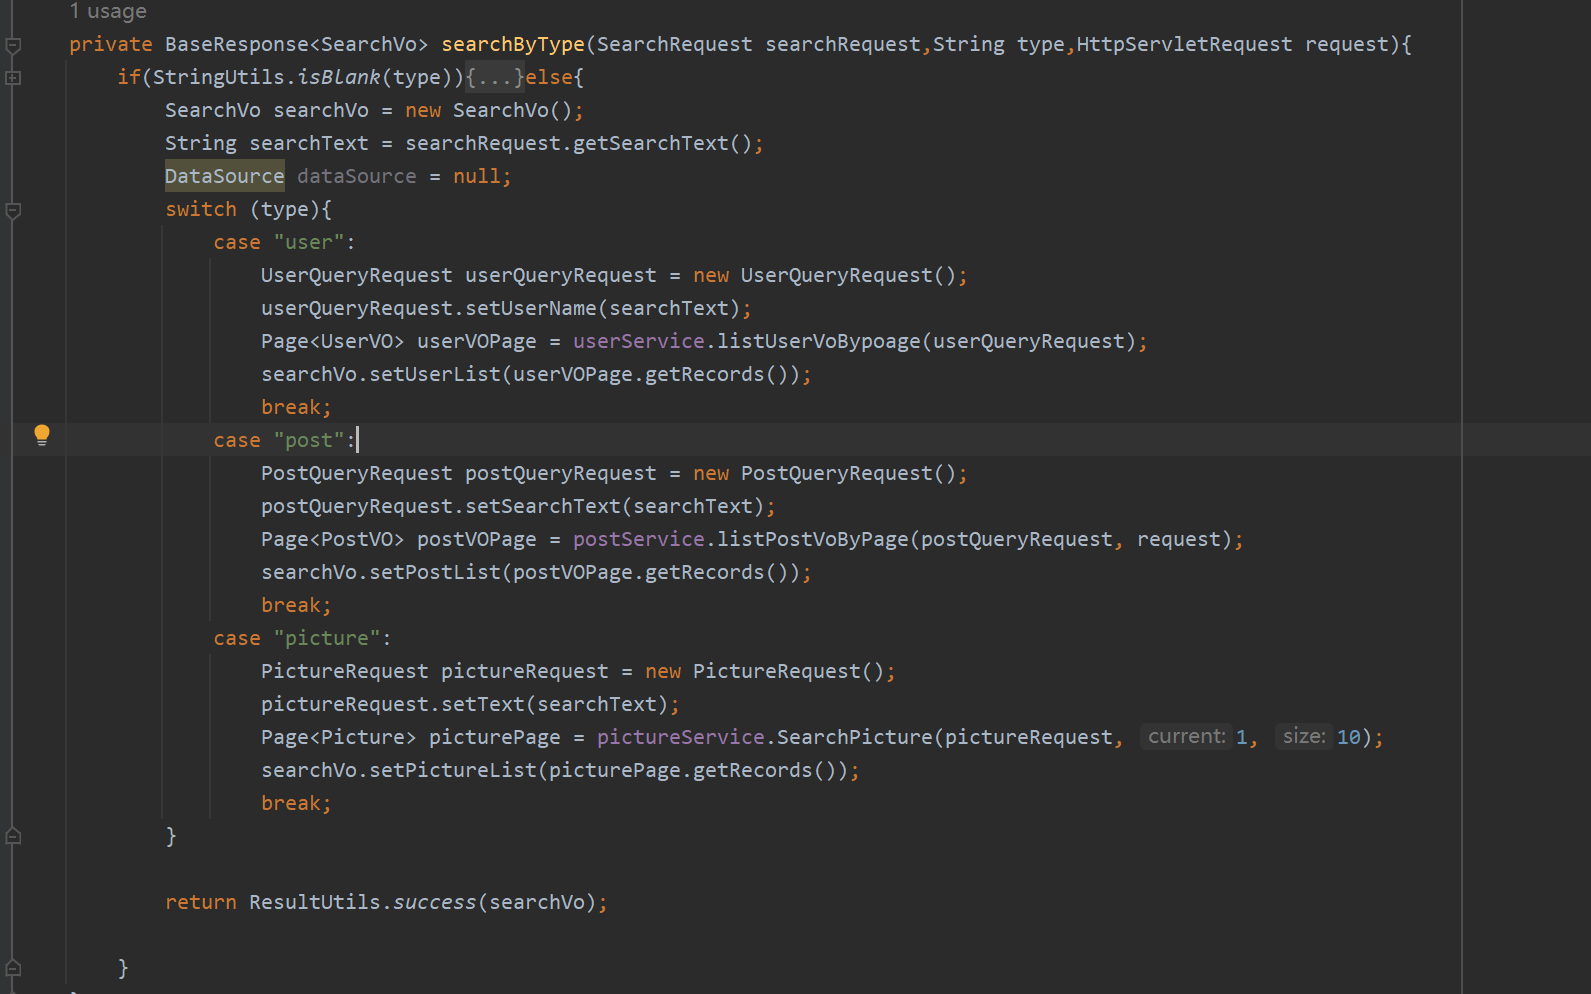 1 usage
private BaseResponse<SearchVo> searchByType(SearchRequest searchRequest,String type,HttpServletRequest request){
if(StringUtils.isBlank(type)){...}else{
SearchVo searchVo = new SearchVo();
String searchText = searchRequest.getSearchText();
DataSource dataSource = null;
switch (type){
case "user":
UserQueryRequest userQueryRequest = new UserQueryRequest();
userQueryRequest.setUserName(searchText);
Page<UserVO> userVOPage = userService.listUserVoBypoage(userQueryRequest);
searchVo.setUserList(userVOPage.getRecords());
break;
case "post":
PostQueryRequest postQueryRequest = new PostQueryRequest();
postQueryRequest.setSearchText(searchText);
Page<PostVO> postVOPage = postService.listPostVoByPage(postQueryRequest, request);
searchVo.setPostList(postVOPage.getRecords());
break;
case "picture":
PictureRequest pictureRequest = new PictureRequest();
pictureRequest.setText(searchText);
Page<Picture> picturePage = pictureService.SearchPicture(pictureRequest, current: 1, size: 10);
searchVo.setPictureList(picturePage.getRecords());
break;
}
return ResultUtils.success(searchVo);
}